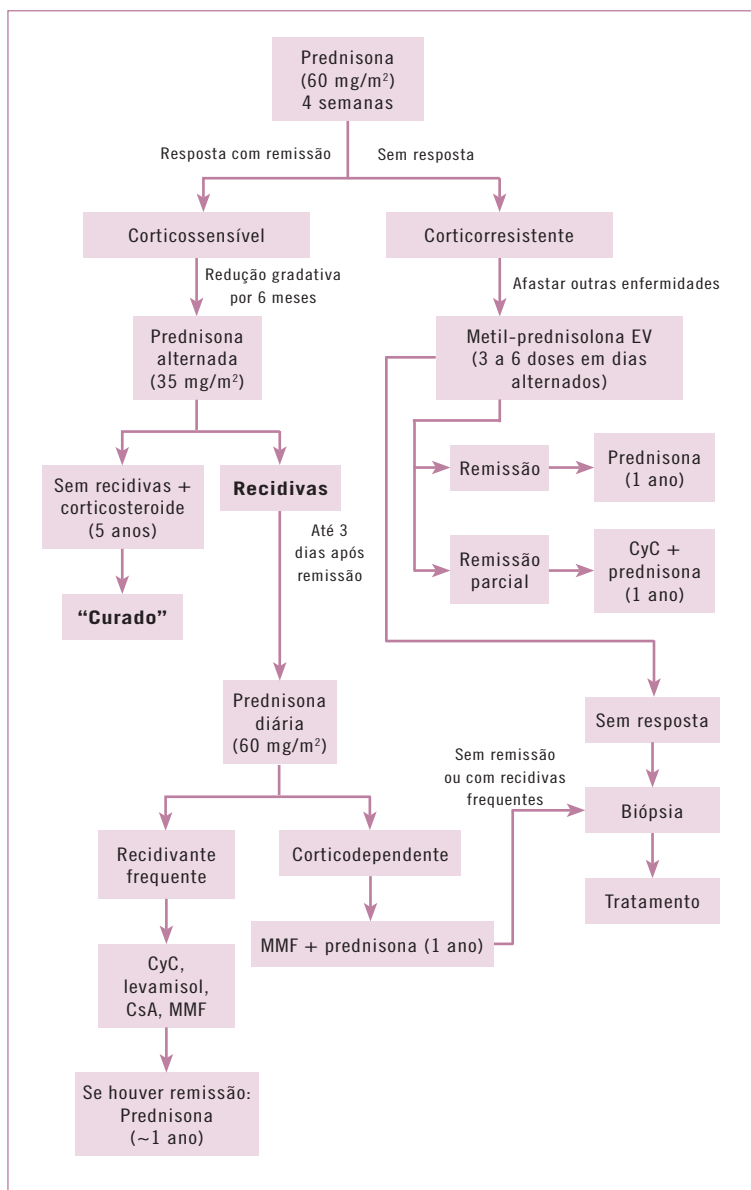 Prednisona
(60 mg/m²)
4 semanas
Resposta com remissão
Sem resposta
Corticossensível
Corticorresistente
Redução gradativa
por 6 meses
Afastar outras enfermidades
Prednisona
alternada
(35 mg/m²)
Metil-prednisolona EV
(3 a 6 doses em dias
alternados)
Sem recidivas +
corticosteroide
(5 anos)
Recidivas
Remissão
Prednisona
(1 ano)
Até 3
dias após
remissão
Remissão
parcial
CyC +
prednisona
(1 ano)
“Curado”
Prednisona
diária
(60 mg/m²)
Sem resposta
Sem remissão
ou com recidivas
frequentes
Biópsia
Recidivante
frequente
Corticodependente
Tratamento
MMF + prednisona (1 ano)
CyC,
levamisol,
CsA, MMF
Se houver remissão:
Prednisona
(~1 ano)